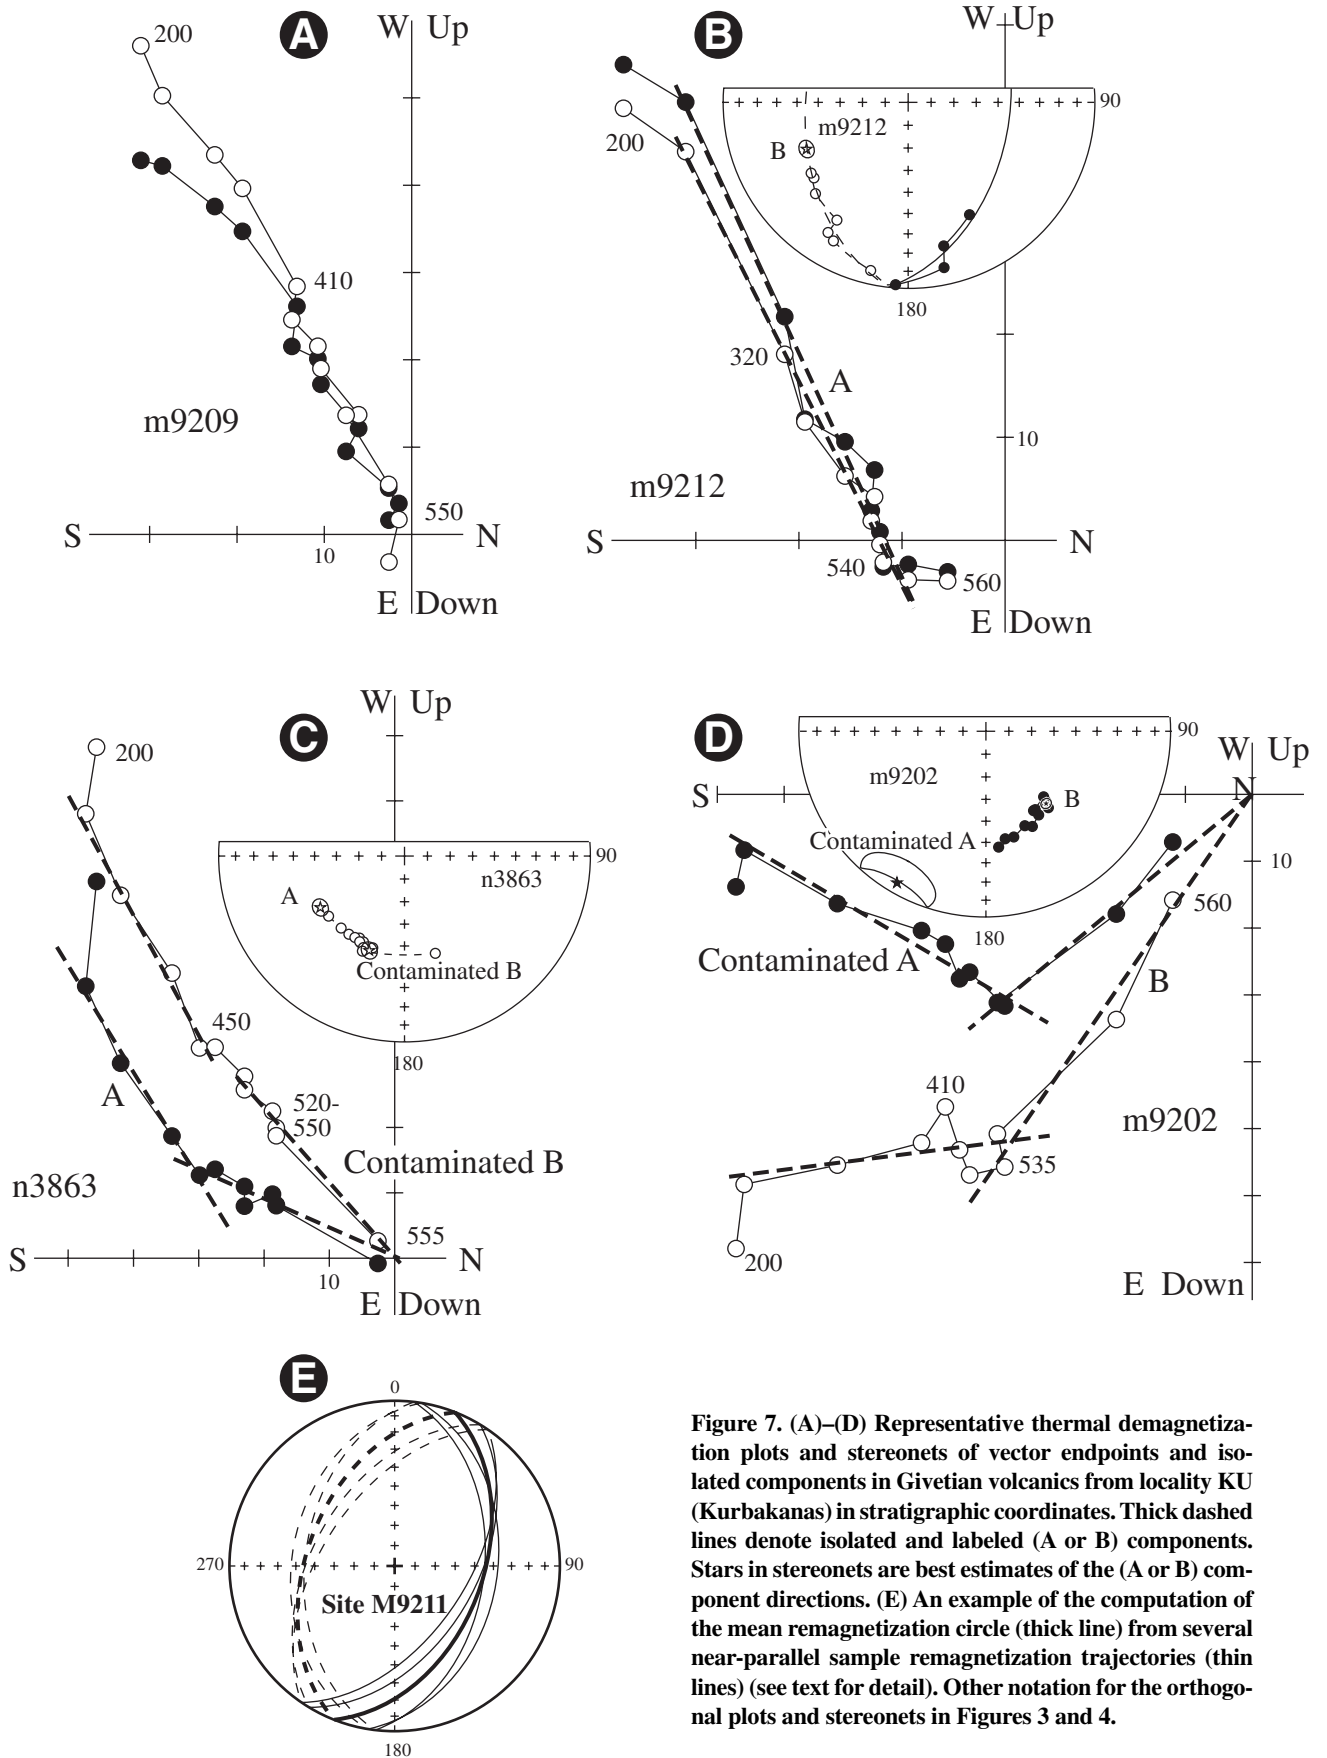 A
W Up
200
410
m9209
550
S
N
10
E Down
B
W Up
90
m9212
B
200
180
320
A
10
m9212
S
N
540
560
E Down
C
W Up
200
90
n3863
A
Contaminated B
450
180
A
520-
550
Contaminated B
n3863
555
S
N
10
E Down
D
90
W Up
m9202
S
N
B
Contaminated A
10
180
560
Contaminated A
B
410
m9202
535
200
E Down
E
0
270
90
Site M9211
180
Figure 7. (A)–(D) Representative thermal demagnetiza-
tion plots and stereonets of vector endpoints and iso-
lated components in Givetian volcanics from locality KU
(Kurbakanas) in stratigraphic coordinates. Thick dashed
lines denote isolated and labeled (A or B) components.
Stars in stereonets are best estimates of the (A or B) com-
ponent directions. (E) An example of the computation of
the mean remagnetization circle (thick line) from several
near-parallel sample remagnetization trajectories (thin
lines) (see text for detail). Other notation for the orthogo-
nal plots and stereonets in Figures 3 and 4.